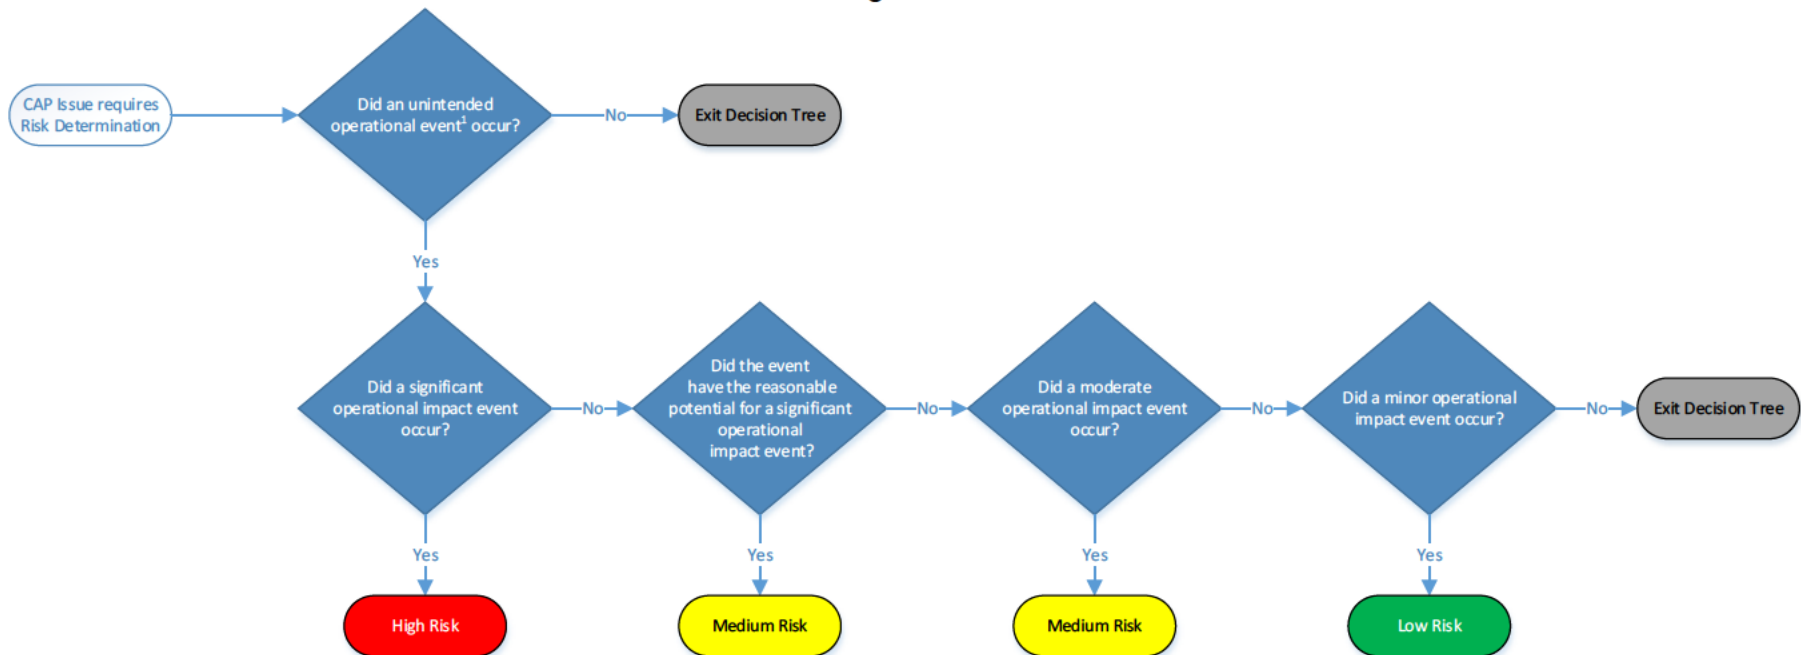 CAP Issue requires
Risk Determination
Did an unintended
operational event¹ occur?
No
Exit Decision Tree
Yes
Did a significant
operational impact event
occur?
No
Did the event
have the reasonable
potential for a significant
operational
impact event?
No
Did a moderate
operational impact event
occur?
No
Did a minor operational
impact event occur?
No
Exit Decision Tree
Yes
Yes
Yes
Yes
High Risk
Medium Risk
Medium Risk
Low Risk